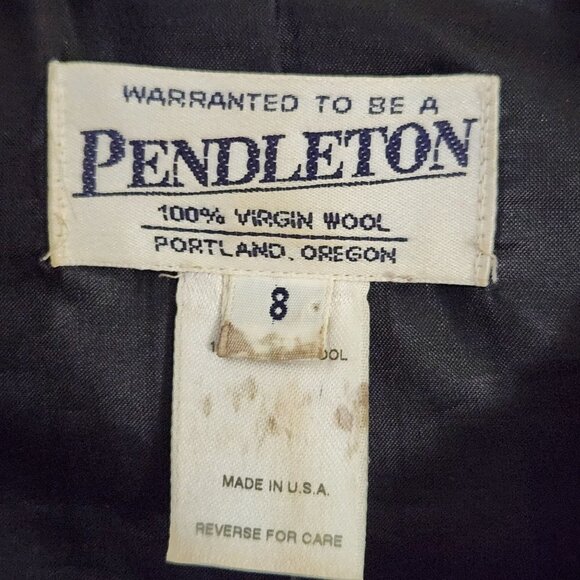 WARRANTED TO BE A
PENDLETON
100% VIRGIN WOOL
PORTLAND, OREGON
8
MADE IN U.S.A.
REVERSE FOR CARE